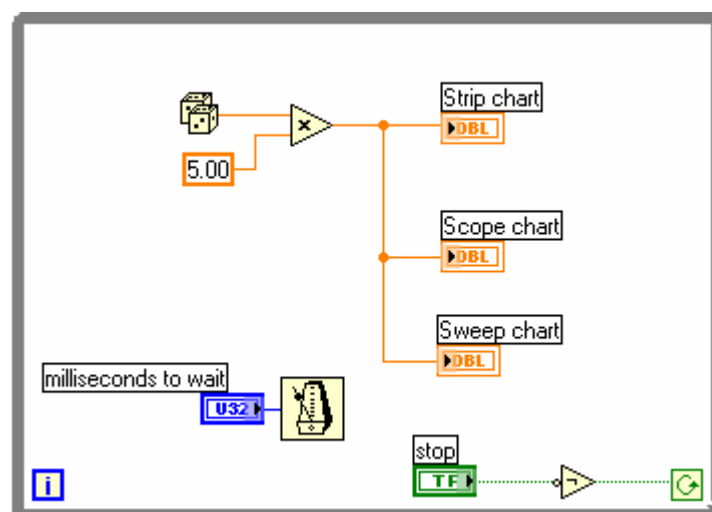 Strip chart
DBL
5.00
Scope chart
DBL
Sweep chart
DBL
milliseconds to wait
U32
stop
TF
i